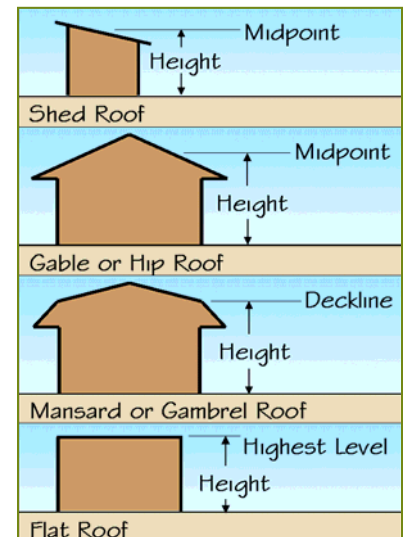 Midpoint
Height
Shed Roof
Midpoint
Height
Gable or Hip Roof
Deckline
Height
Mansard or Gambrel Roof
Highest Level
Height
Flat Roof